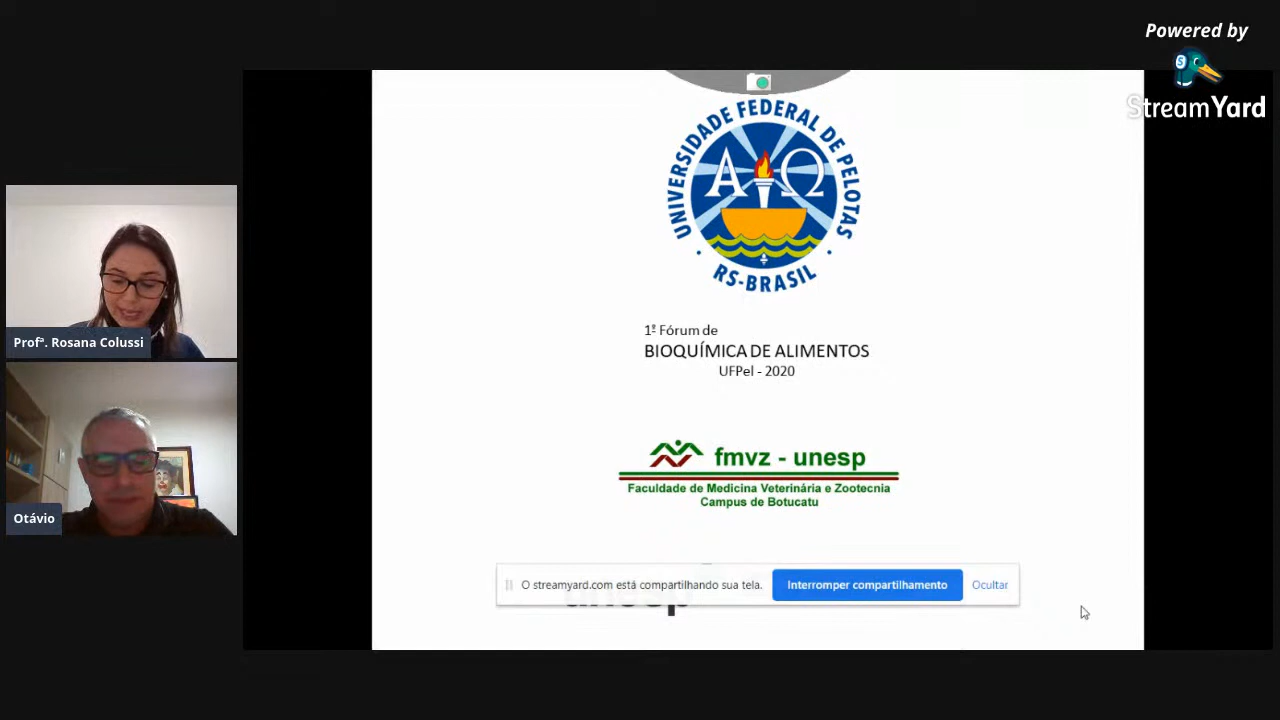 Powered by
StreamYard
UNIVERSIDADE FEDERAL DE PELOTAS
RS-BRASIL
Α Ω
1º Fórum de
BIOQUÍMICA DE ALIMENTOS
UFPel - 2020
fmvz - unesp
Faculdade de Medicina Veterinária e Zootecnia
Campus de Botucatu
O streamyard.com está compartilhando sua tela.
Interromper compartilhamento
Ocultar
unesp
Profª. Rosana Colussi
Otávio